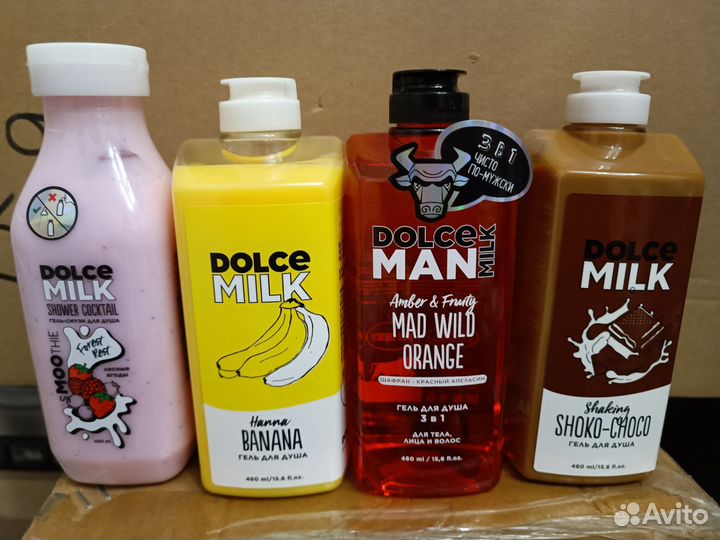 DOLCE
MILK
SHOWER COCKTAIL
ГЕЛЬ-СМУЗИ ДЛЯ ДУША
SMOOTHIE
Forest
Rest
ЛЕСНЫЕ
ЯГОДЫ
DOLCE
MILK
Hanna
BANANA
ГЕЛЬ ДЛЯ ДУША
460 ml/15.6 fl.oz.
3 В 1
ЧИСТО
ПО-МУЖСКИ
DOLCE
MAN
MILK
Amber & Fruity
MAD WILD
ORANGE
ШАФРАН - КРАСНЫЙ АПЕЛЬСИН
ГЕЛЬ ДЛЯ ДУША
3 в 1
ДЛЯ ТЕЛА,
ЛИЦА И ВОЛОС
460 ml / 15,6 fl.oz.
DOLCE
MILK
Shaking
SHOKO-CHOCO
ГЕЛЬ ДЛЯ ДУША
460 ml/15.6 fl.oz.
Avito